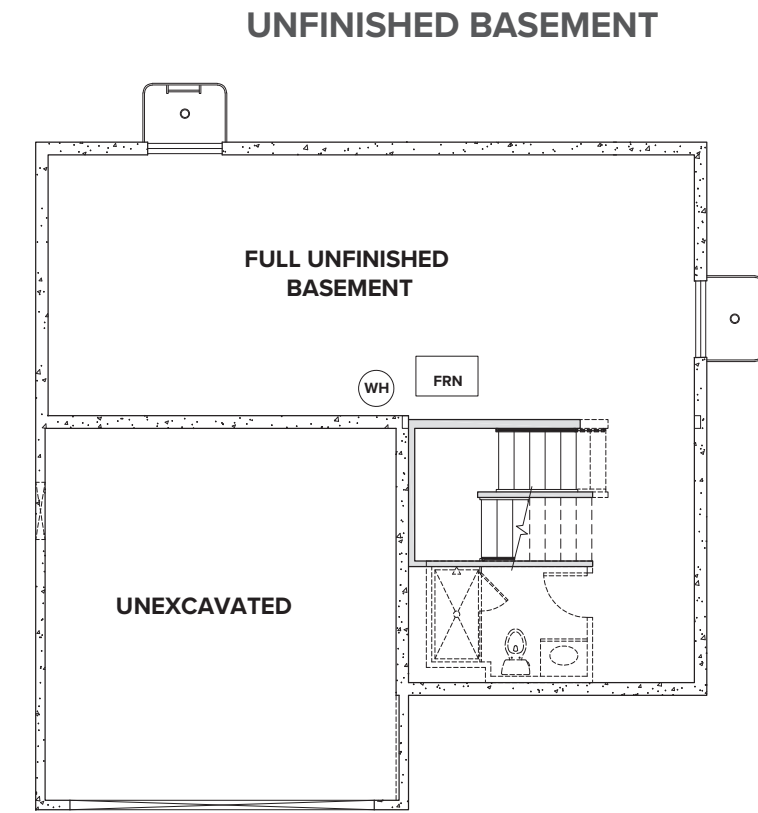 UNFINISHED BASEMENT
FULL UNFINISHED
BASEMENT
WH
FRN
UNEXCAVATED